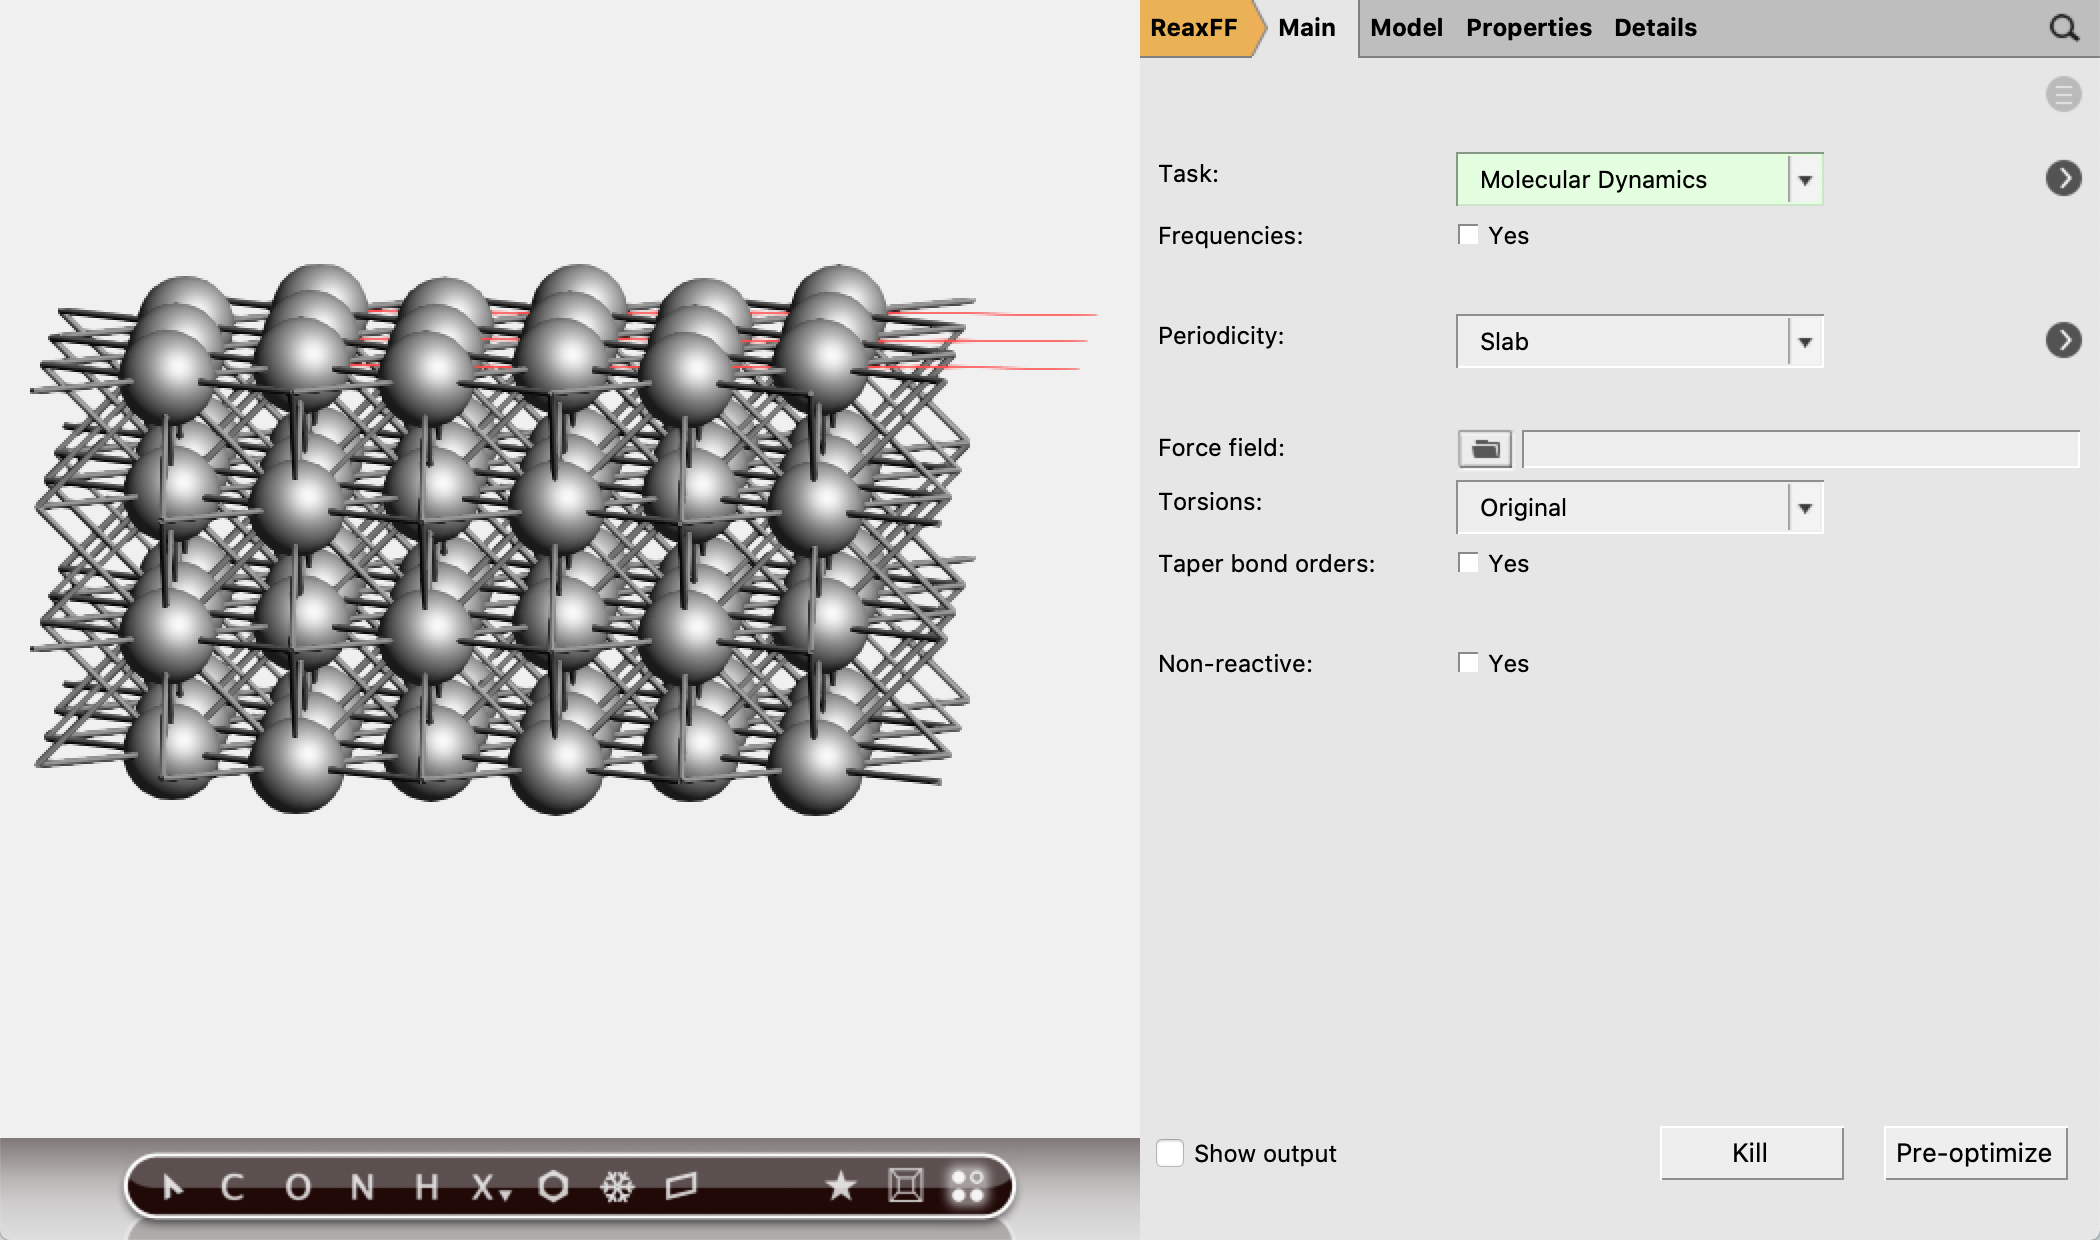 ReaxFF Main Model Properties Details
Task: Molecular Dynamics
Frequencies: Yes
Periodicity: Slab
Force field:
Torsions: Original
Taper bond orders: Yes
Non-reactive: Yes
Show output Kill Pre-optimize
C O N H X